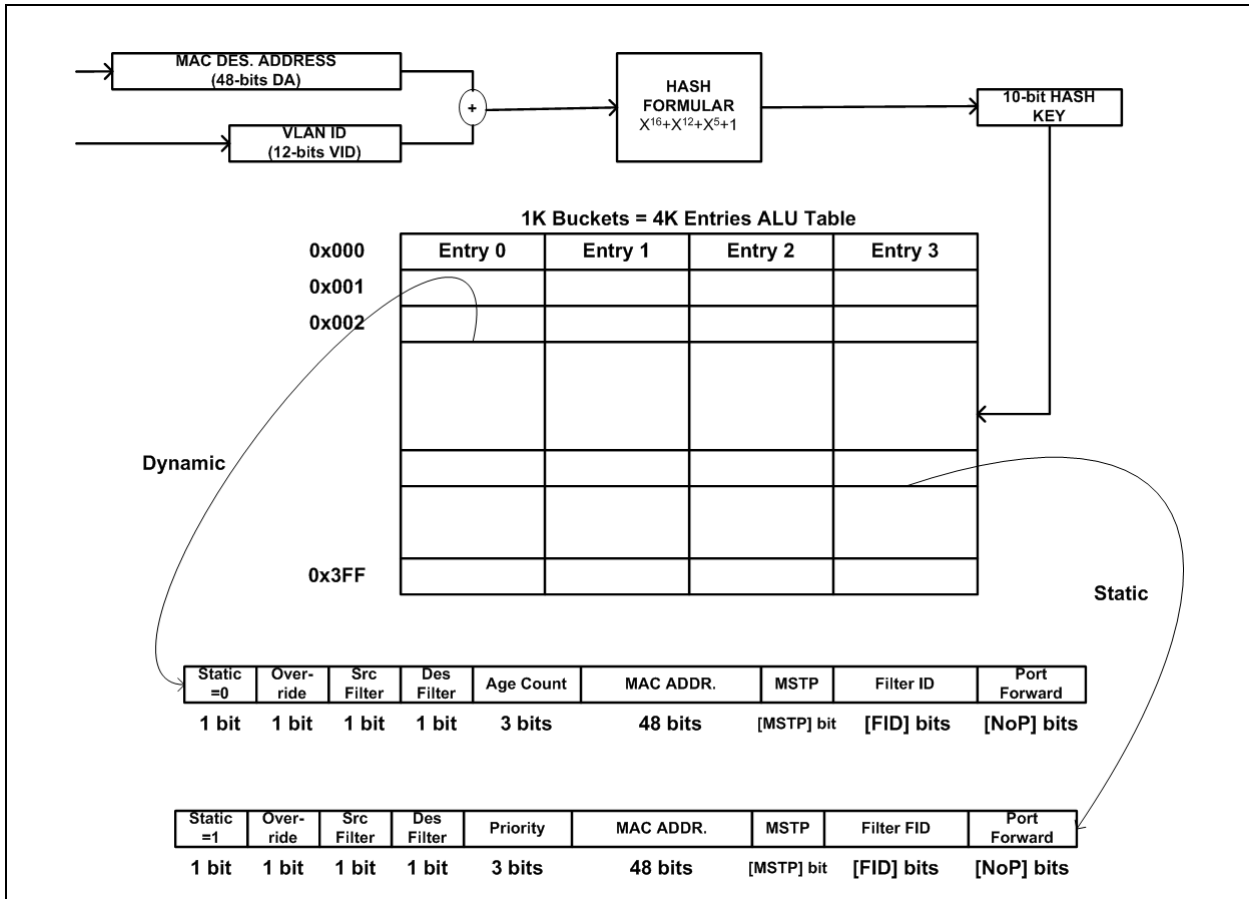 MAC DES. ADDRESS
(48-bits DA)
+
VLAN ID
(12-bits VID)
HASH
FORMULAR
X¹⁶+X¹²+X⁵+1
10-bit HASH
KEY
1K Buckets = 4K Entries ALU Table
0x000
Entry 0
Entry 1
Entry 2
Entry 3
0x001
0x002
Dynamic
0x3FF
Static
Static
=0
Over-
ride
Src
Filter
Des
Filter
Age Count
MAC ADDR.
MSTP
Filter ID
Port
Forward
1 bit
1 bit
1 bit
1 bit
3 bits
48 bits
[MSTP] bit
[FID] bits
[NoP] bits
Static
=1
Over-
ride
Src
Filter
Des
Filter
Priority
MAC ADDR.
MSTP
Filter FID
Port
Forward
1 bit
1 bit
1 bit
1 bit
3 bits
48 bits
[MSTP] bit
[FID] bits
[NoP] bits